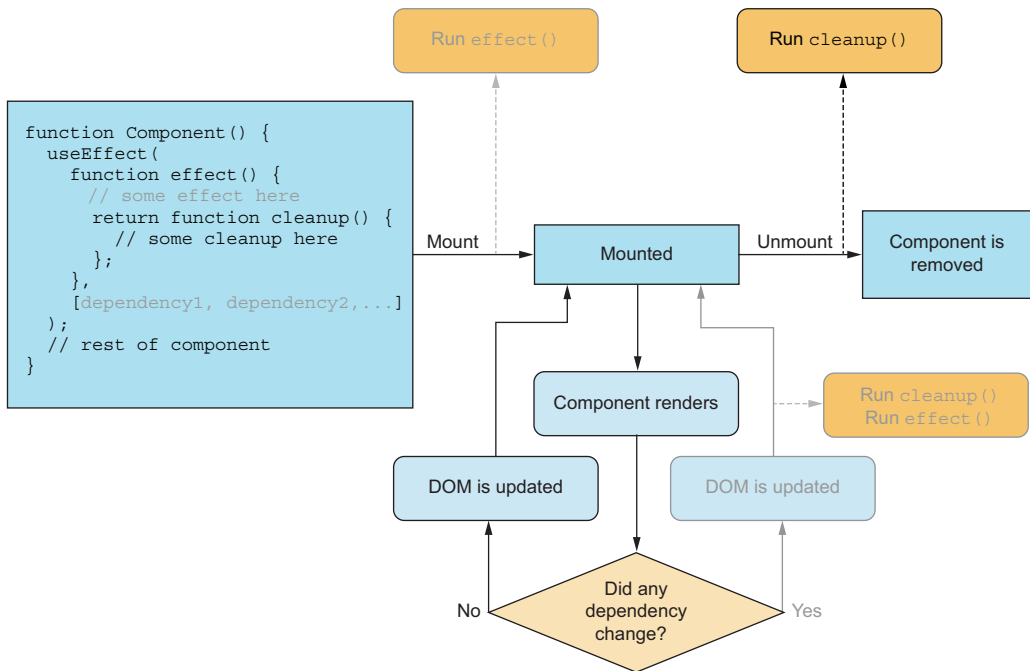 Run effect()
Run cleanup()
function Component() {
useEffect(
function effect() {
// some effect here
return function cleanup() {
// some cleanup here
};
},
[dependency1, dependency2,...]
);
// rest of component
}
Mount
Mounted
Unmount
Component is
removed
Component renders
Run cleanup()
Run effect()
DOM is updated
DOM is updated
Did any
dependency
change?
No
Yes